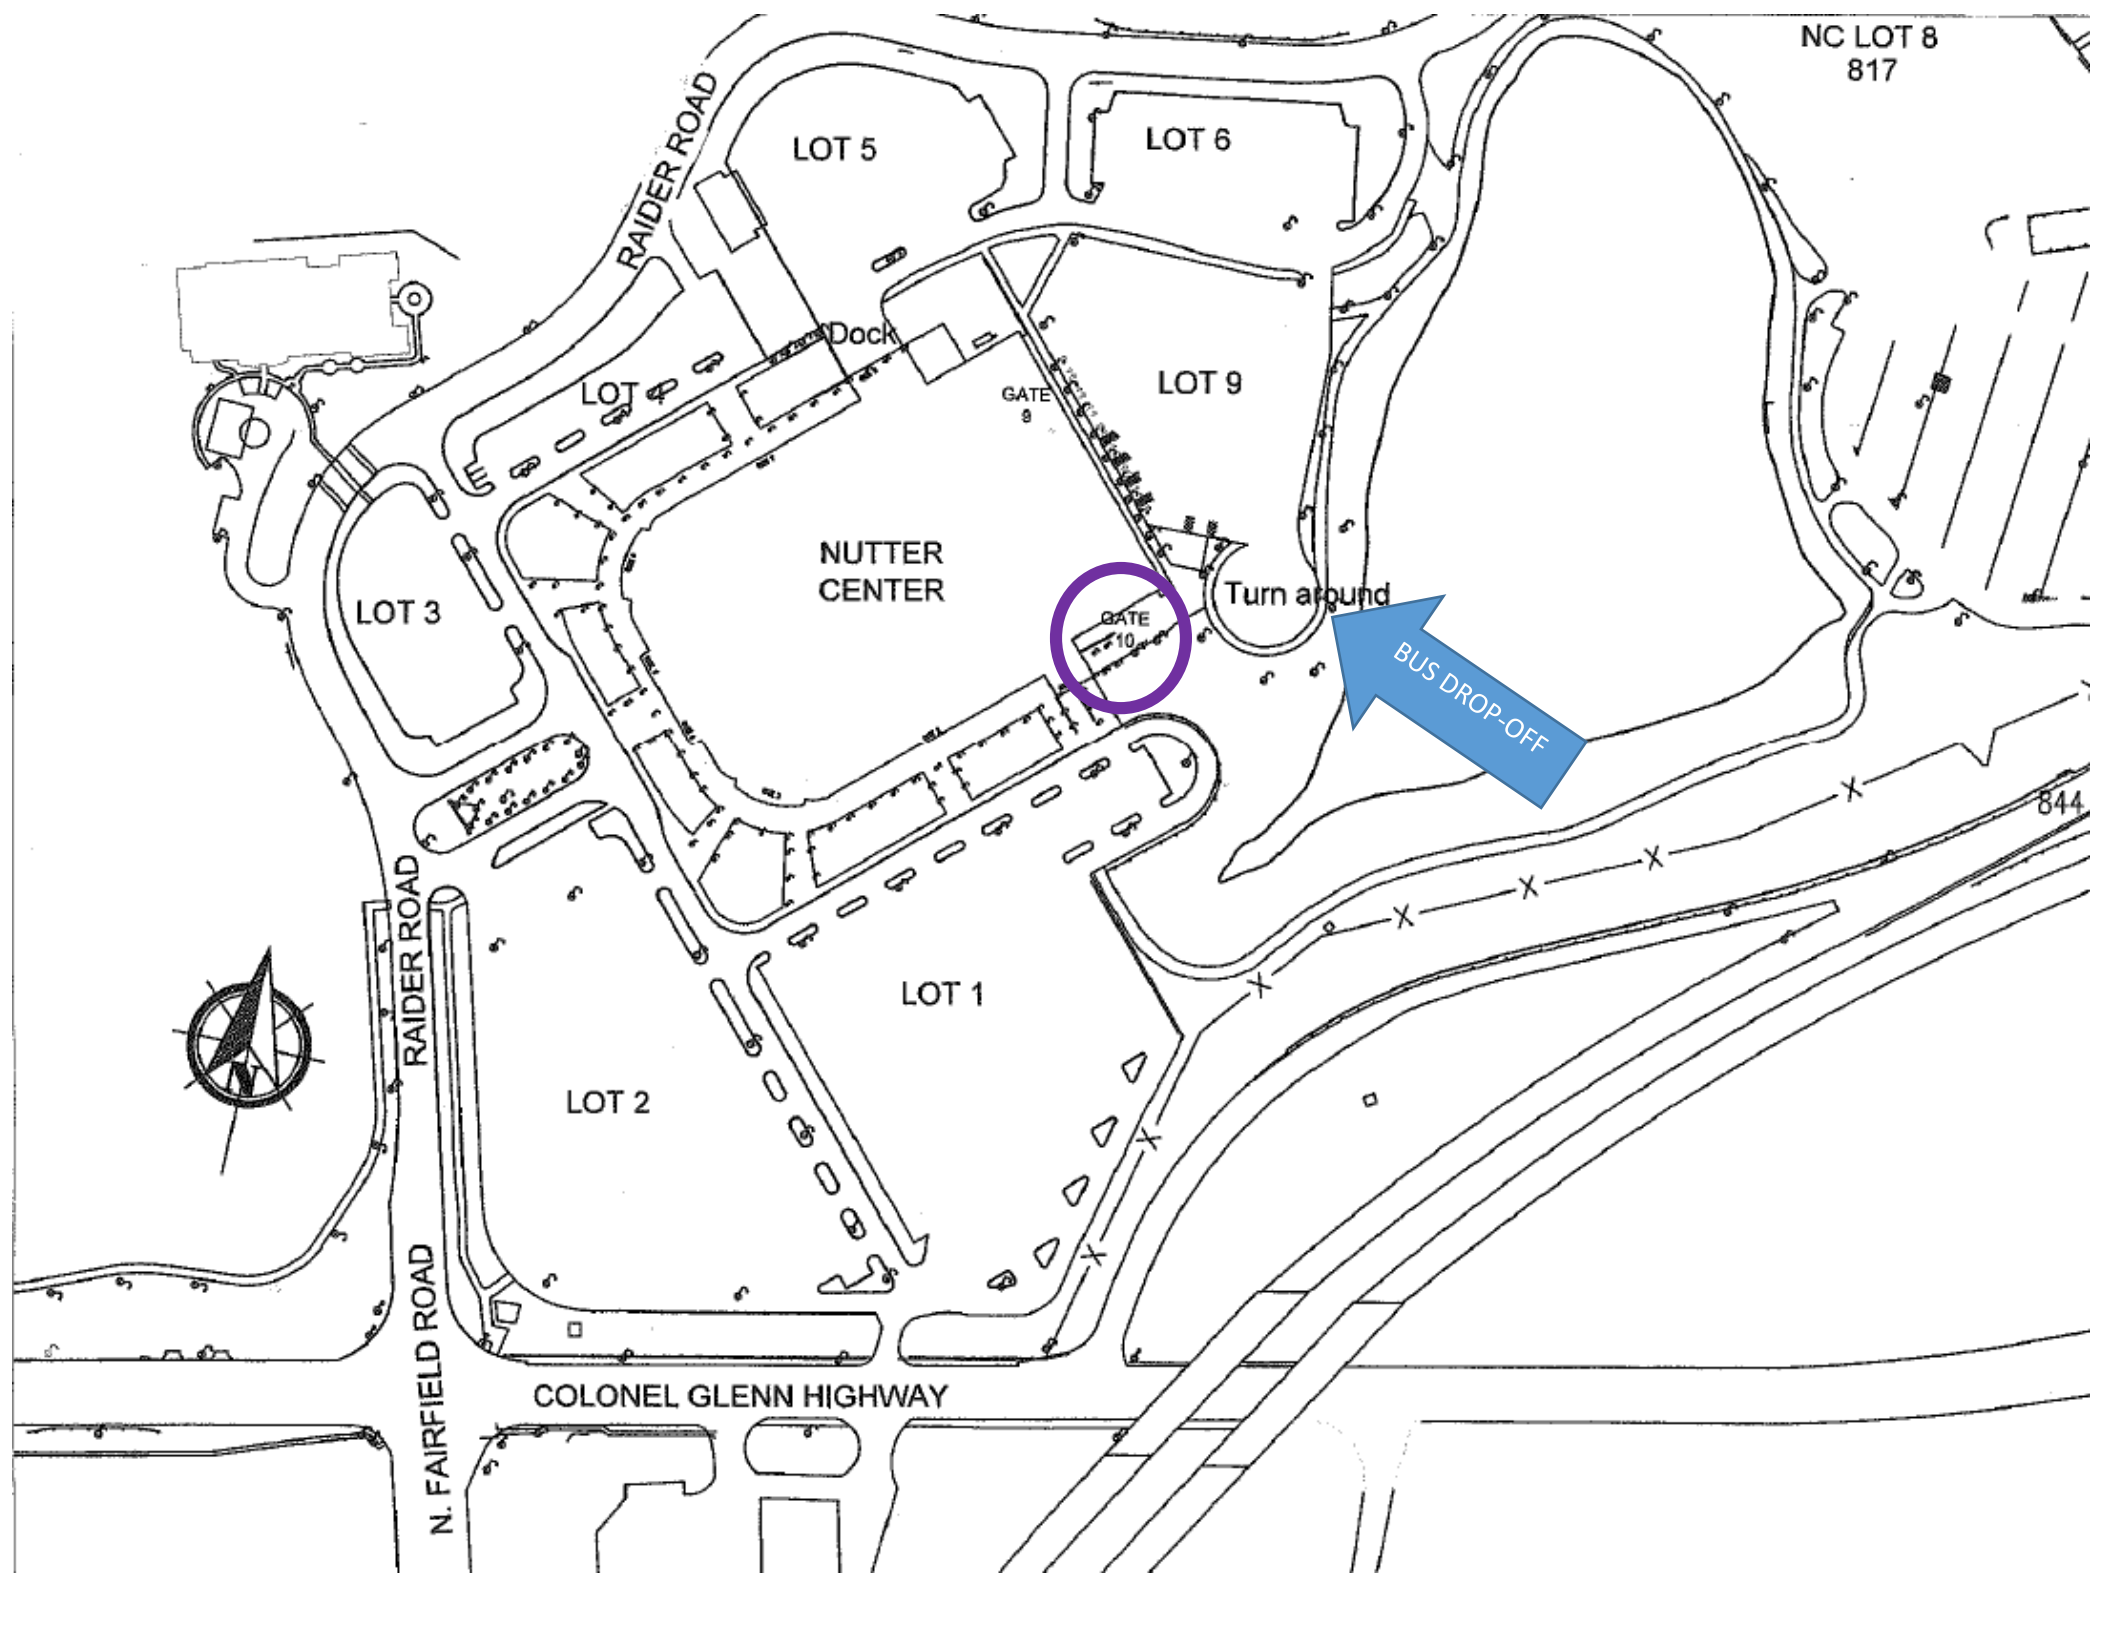 NC LOT 8
817
RAIDER ROAD
LOT 5
LOT 6
Dock
LOT
GATE
9
LOT 9
NUTTER
CENTER
LOT 3
GATE
10
Turn around
BUS DROP-OFF
844
RAIDER ROAD
LOT 1
N
LOT 2
N. FAIRFIELD ROAD
COLONEL GLENN HIGHWAY